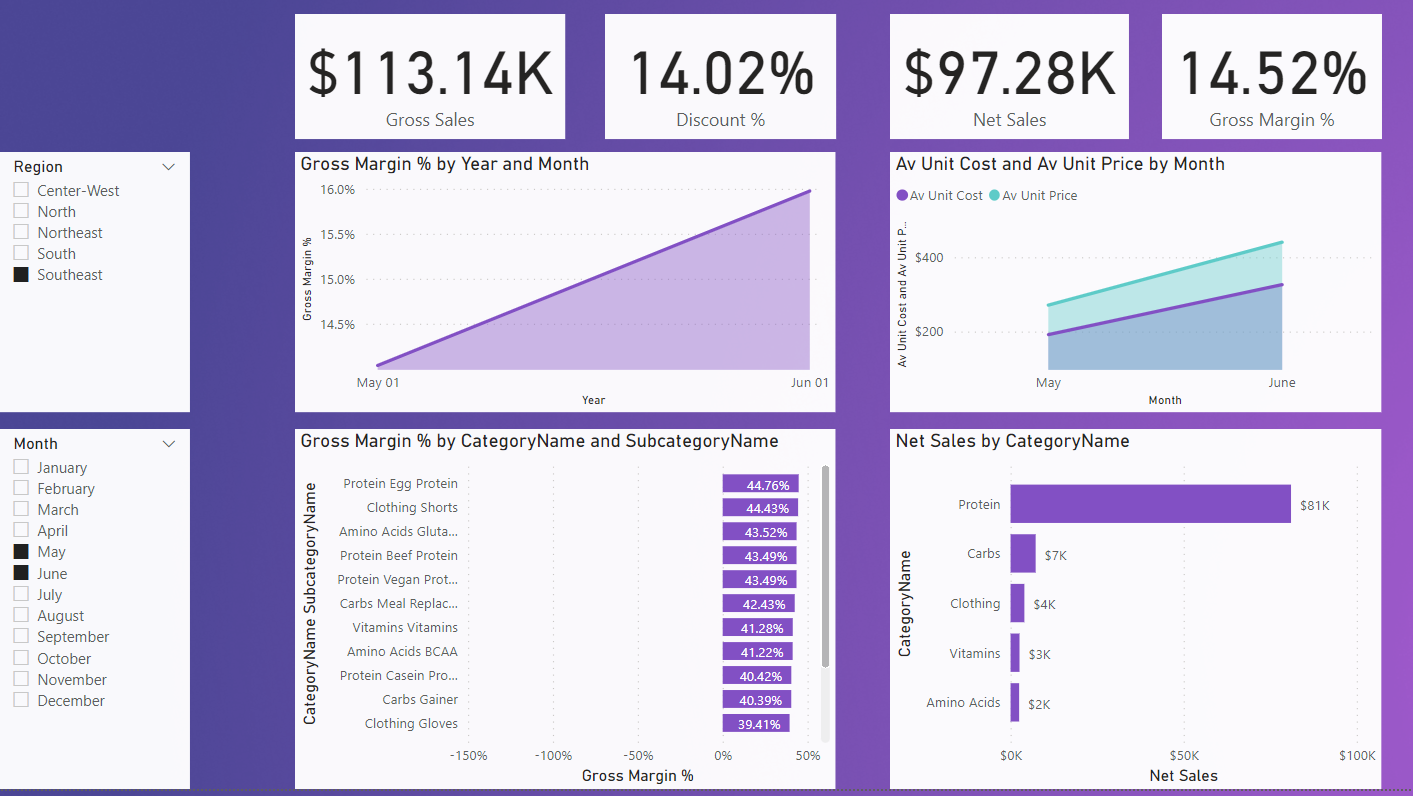 $113.14K
Gross Sales
14.02%
Discount %
$97.28K
Net Sales
14.52%
Gross Margin %
Region
Center-West
North
Northeast
South
Southeast
Gross Margin % by Year and Month
16.0%
15.5%
15.0%
14.5%
Gross Margin %
May 01
Jun 01
Year
Av Unit Cost and Av Unit Price by Month
Av Unit Cost
Av Unit Price
Av Unit Cost and Av Unit P...
$400
$200
May
June
Month
Month
January
February
March
April
May
June
July
August
September
October
November
December
Gross Margin % by CategoryName and SubcategoryName
CategoryName SubcategoryName
Protein Egg Protein 44.76%
Clothing Shorts 44.43%
Amino Acids Gluta... 43.52%
Protein Beef Protein 43.49%
Protein Vegan Prot... 43.49%
Carbs Meal Replac... 42.43%
Vitamins Vitamins 41.28%
Amino Acids BCAA 41.22%
Protein Casein Pro... 40.42%
Carbs Gainer 40.39%
Clothing Gloves 39.41%
-150% -100% -50% 0% 50%
Gross Margin %
Net Sales by CategoryName
CategoryName
Protein $81K
Carbs $7K
Clothing $4K
Vitamins $3K
Amino Acids $2K
$0K $50K $100K
Net Sales